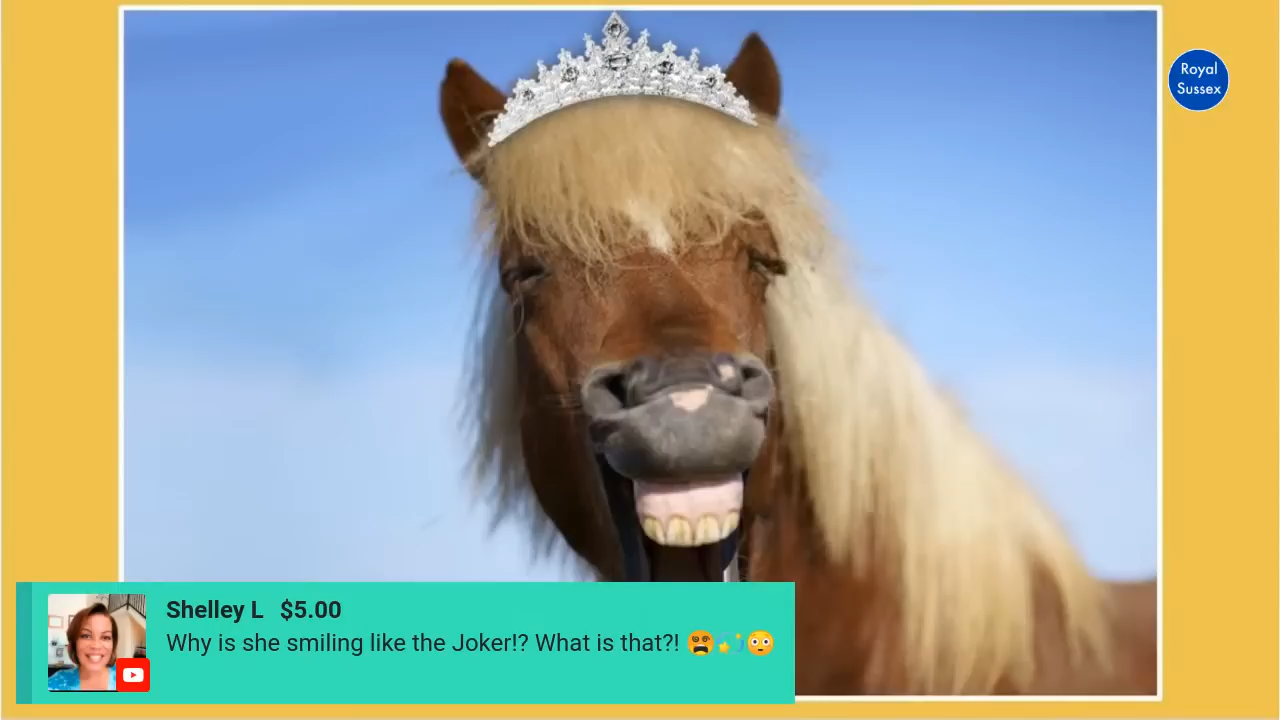 Royal
Sussex
Shelley L $5.00
Why is she smiling like the Joker!? What is that?! 😵🫨😳